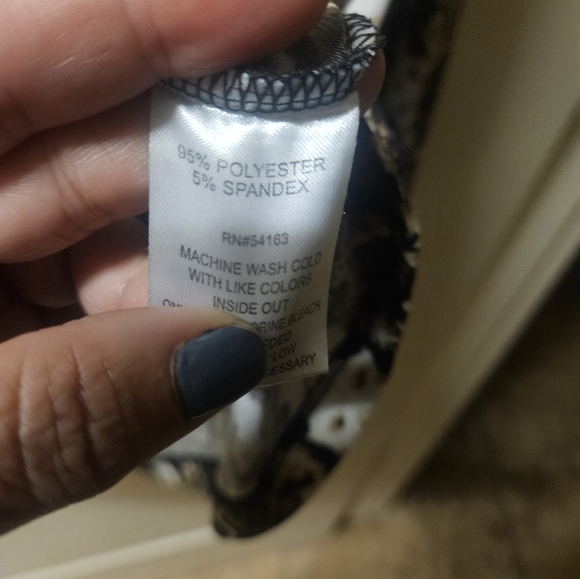 95% POLYESTER
5% SPANDEX
RN#54163
MACHINE WASH COLD
WITH LIKE COLORS
INSIDE OUT
BLEACH
LOW